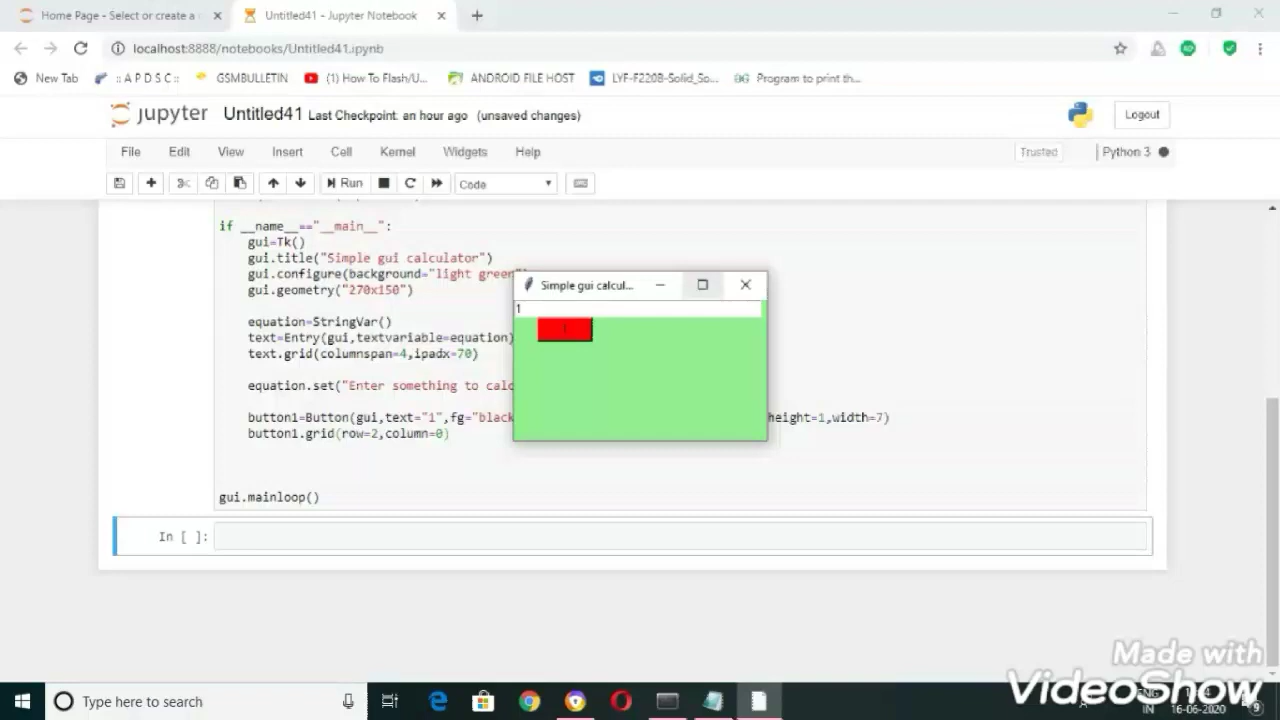 Home Page - Select or create a
Untitled41 - Jupyter Notebook
localhost:8888/notebooks/Untitled41.ipynb
New Tab
:: A P D S C ::
GSMBULLETIN
(1) How To Flash/U...
ANDROID FILE HOST
LYF-F220B-Solid_So...
Program to print th...
jupyter Untitled41 Last Checkpoint: an hour ago (unsaved changes)
Logout
File Edit View Insert Cell Kernel Widgets Help
Trusted
Python 3
Run
Code
if __name__=="__main__":
gui=Tk()
gui.title("Simple gui calculator")
gui.configure(background="light green")
gui.geometry("270x150")
Simple gui calcul...
1
1
equation=StringVar()
text=Entry(gui,textvariable=equation)
text.grid(columnspan=4,ipadx=70)
equation.set("Enter something to calc
button1=Button(gui,text="1",fg="black
height=1,width=7)
button1.grid(row=2,column=0)
gui.mainloop()
In [ ]:
Made with
VideoShow
Type here to search
ENG
IN
16-06-2020
9